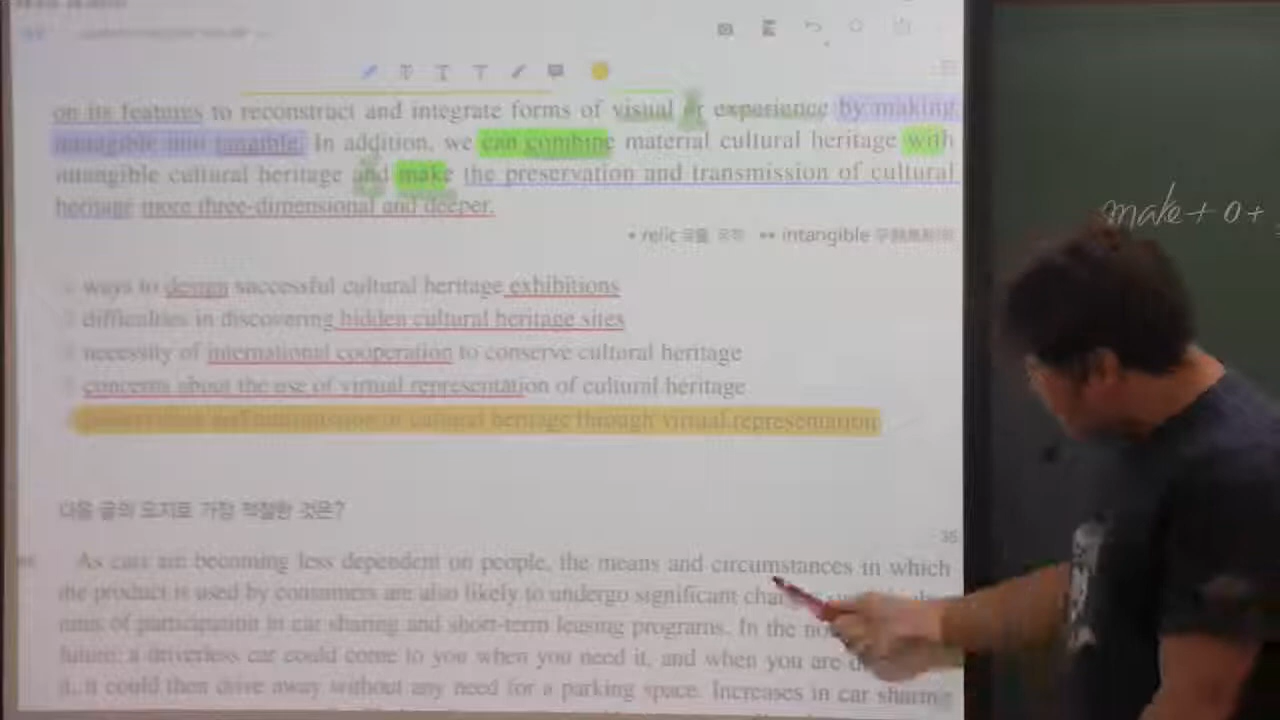 on its features to reconstruct and integrate forms of visual or experience by making
intangible into tangible. In addition, we can combine material cultural heritage with
intangible cultural heritage and make the preservation and transmission of cultural
heritage more three-dimensional and deeper.
* relic ** intangible
ways to design successful cultural heritage exhibitions
difficulties in discovering hidden cultural heritage sites
necessity of international cooperation to conserve cultural heritage
concerns about the use of virtual representation of cultural heritage
preservation and transmission of cultural heritage through virtual representation
다음 글의 요지로 가장 적절한 것은?
As cars are becoming less dependent on people, the means and circumstances in which
the product is used by consumers are also likely to undergo significant
of participation in car sharing and short-term leasing programs. In the
future, a driverless car could come to you when you need it, and when you are
it, it could then drive away without any need for a parking space. Increases in car sharing
make + O +